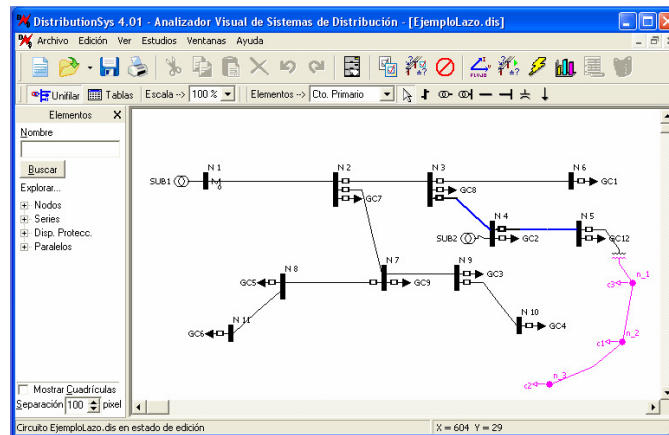 DistributionSys 4.01 - Analizador Visual de Sistemas de Distribución - [EjemploLazo.dis]
Archivo Edición Ver Estudios Ventanas Ayuda
FLUJO
Unifilar Tablas Escala --> 100 % Elementos --> Cto. Primario
Elementos X
Nombre
Buscar
Explorar...
Nodos
Series
Disp. Protecc.
Paralelos
Mostrar Cuadrículas
Separación 100 pixel
N 1 N 2 N 3 N 6
SUB1 GC8 GC1
GC7
N 4 N 5
SUB2 GC2 GC12
N 8 N 7 N 9
GC5 GC9 GC3
c3 n_1
N 11 N 10
GC6 GC4
c1 n_2
n_3
c2
Circuito EjemploLazo.dis en estado de edición X = 604 Y = 29